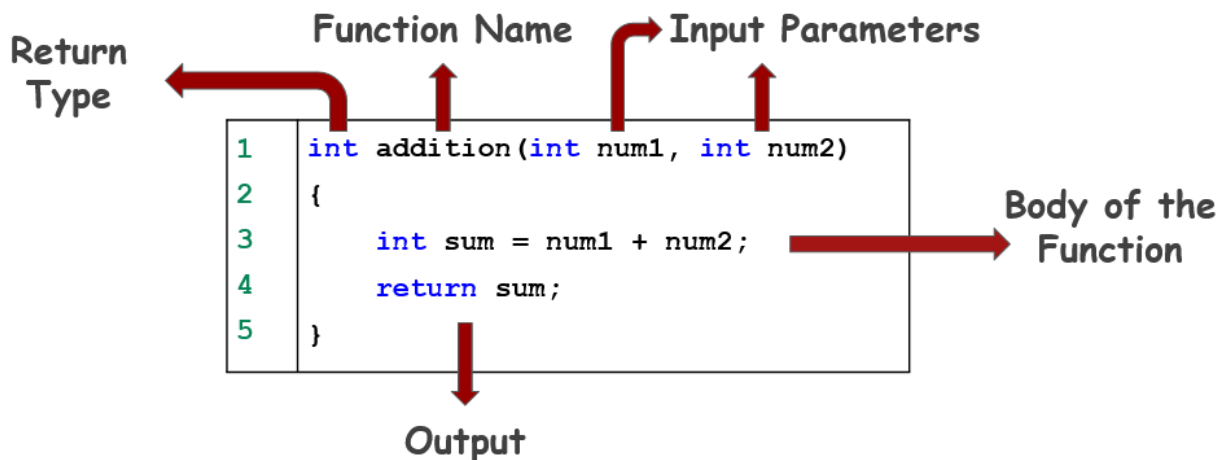 Function Name
Input Parameters
Return
Type
1 int addition(int num1, int num2)
2 {
3 int sum = num1 + num2;
4 return sum;
5 }
Body of the
Function
Output